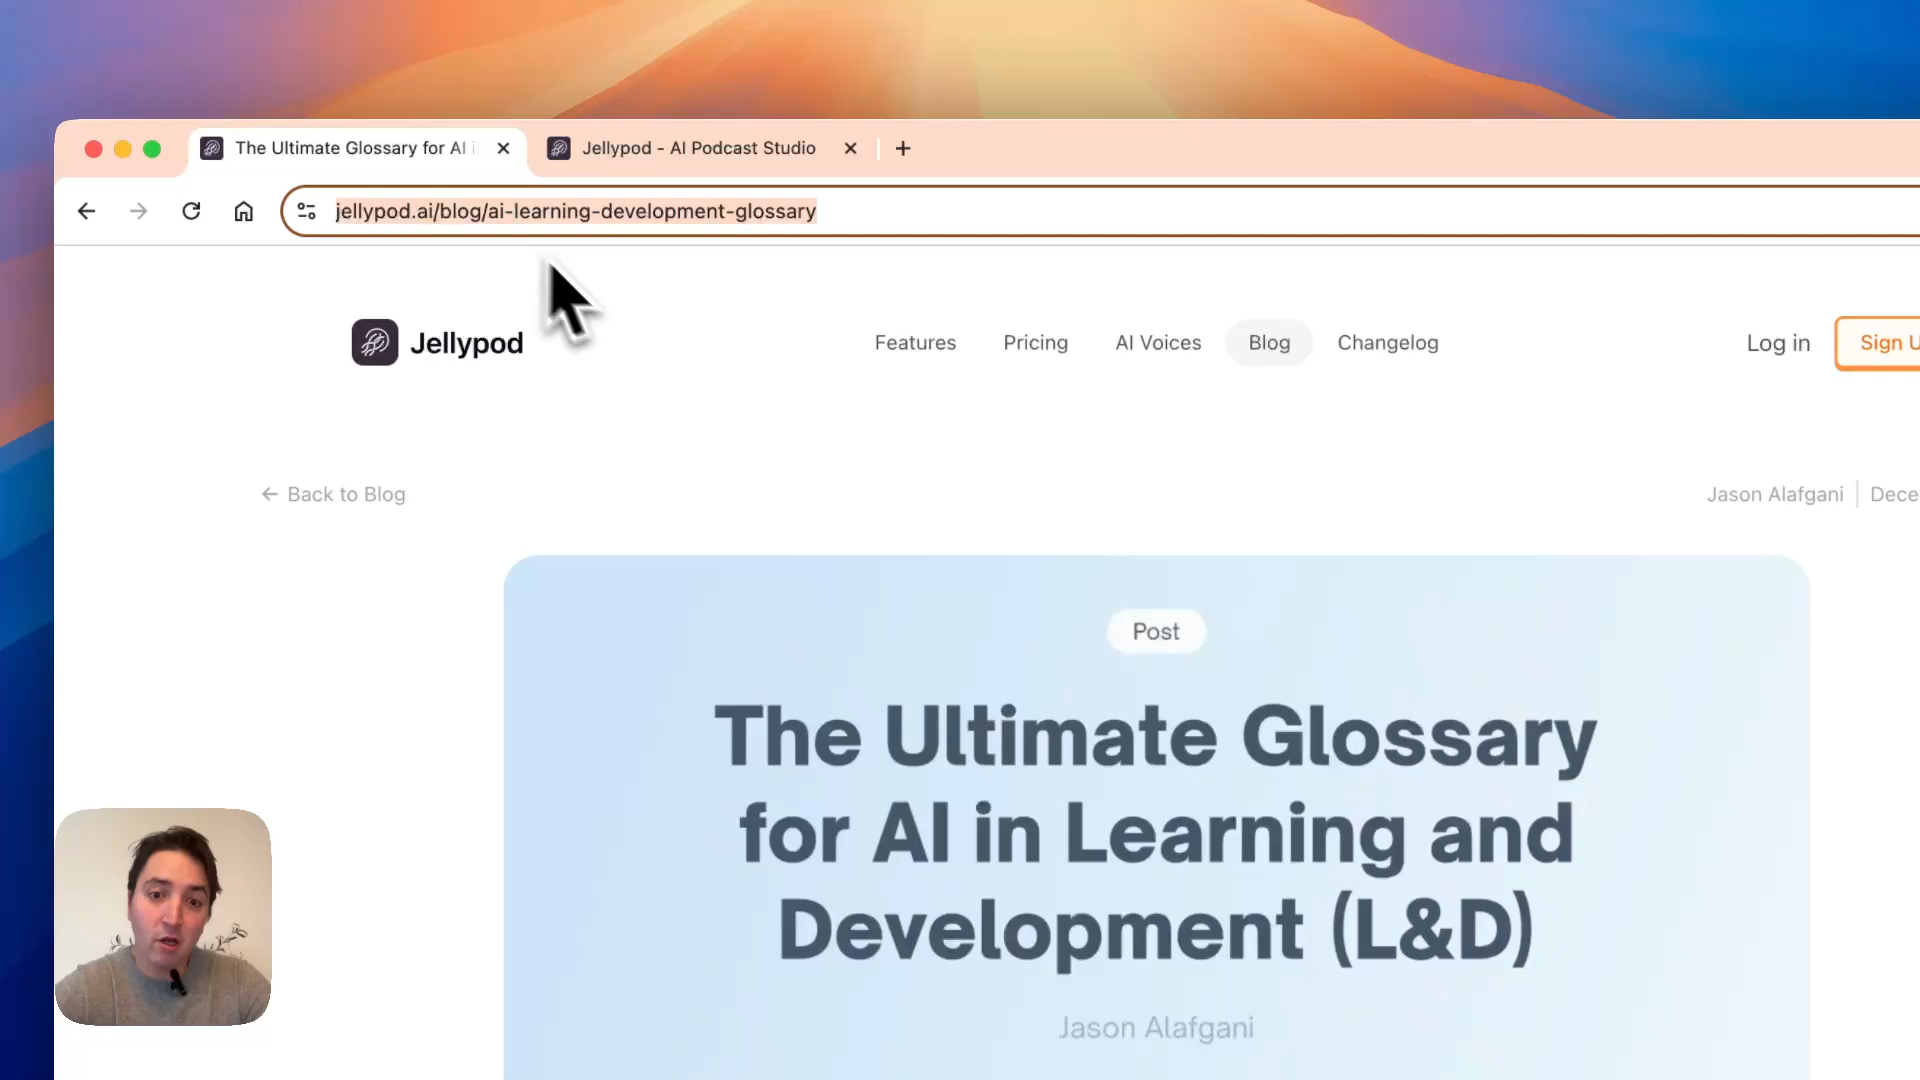 The Ultimate Glossary for AI i
Jellypod - AI Podcast Studio
jellypod.ai/blog/ai-learning-development-glossary
Jellypod
Features
Pricing
AI Voices
Blog
Changelog
Log in
Sign U
← Back to Blog
Jason Alafgani
Dece
Post
The Ultimate Glossary
for AI in Learning and
Development (L&D)
Jason Alafgani